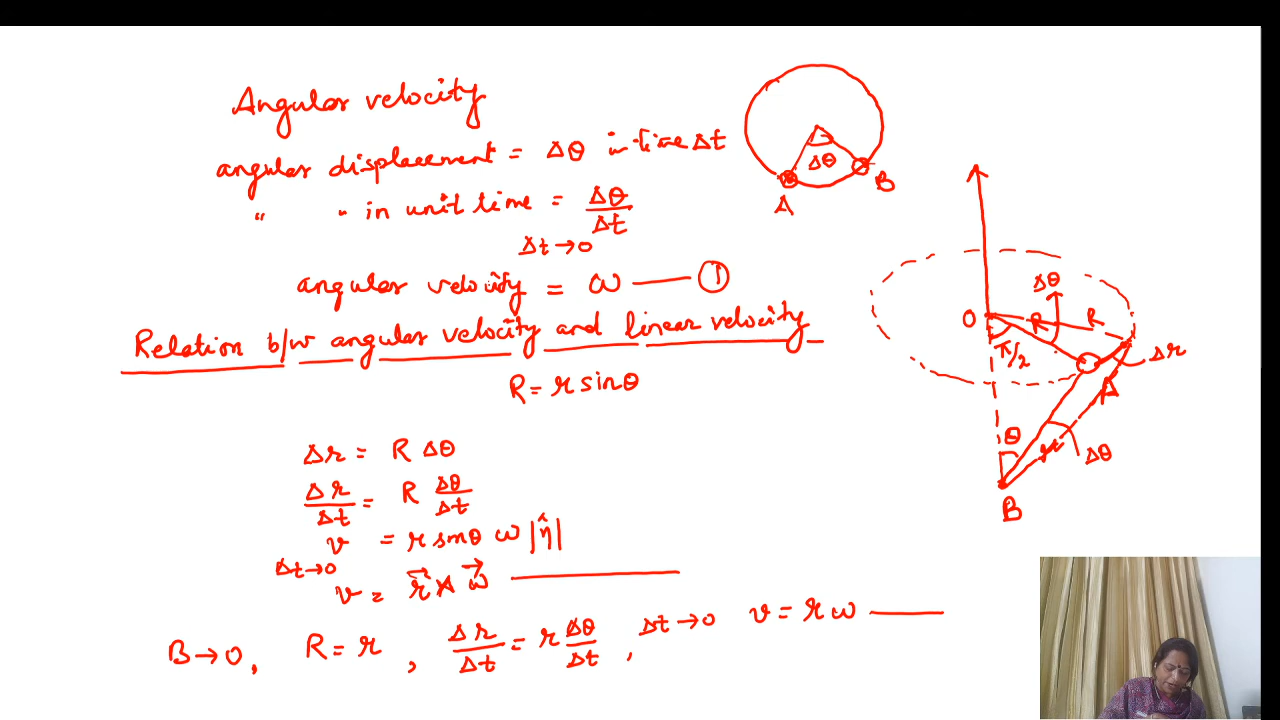 Angular velocity
angular displacement = Δθ in time Δt
" " in unit time = Δθ/Δt
Δt→0
angular velocity = ω —— ①
Relation b/w angular velocity and linear velocity
R = r sinθ
Δr = R Δθ
Δr/Δt = R Δθ/Δt
v = r sinθ ω |η̂|
Δt→0
v = r⃗ × ω⃗ ——
B→0, R = r, Δr/Δt = r Δθ/Δt, Δt→0 v = rω ——
Δθ
A
B
Δθ
O
R
R
π/2
Δr
A
θ
r
Δθ
B